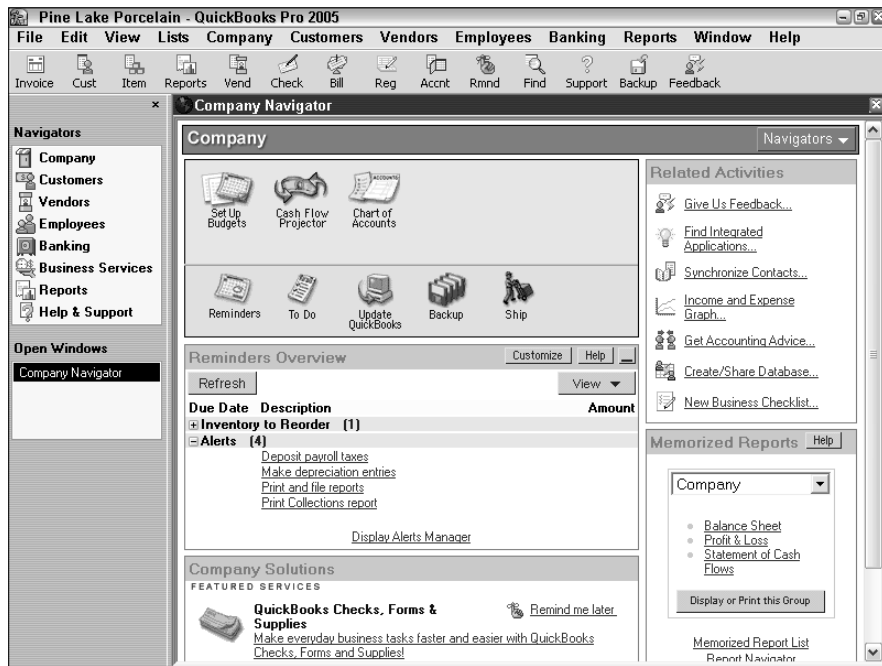 Pine Lake Porcelain - QuickBooks Pro 2005
File Edit View Lists Company Customers Vendors Employees Banking Reports Window Help
Invoice Cust Item Reports Vend Check Bill Reg Accnt Rmnd Find Support Backup Feedback
Navigators
Company
Customers
Vendors
Employees
Banking
Business Services
Reports
Help & Support
Open Windows
Company Navigator
Company Navigator
Company
Navigators
Set Up
Budgets
Cash Flow
Projector
Chart of
Accounts
Reminders
To Do
Update
QuickBooks
Backup
Ship
Reminders Overview
Customize Help
Refresh View
Due Date Description Amount
Inventory to Reorder (1)
Alerts (4)
Deposit payroll taxes
Make depreciation entries
Print and file reports
Print Collections report
Display Alerts Manager
Company Solutions
FEATURED SERVICES
QuickBooks Checks, Forms &
Supplies
Remind me later
Make everyday business tasks faster and easier with QuickBooks
Checks, Forms and Supplies!
Related Activities
Give Us Feedback...
Find Integrated
Applications...
Synchronize Contacts...
Income and Expense
Graph...
Get Accounting Advice...
Create/Share Database...
New Business Checklist...
Memorized Reports Help
Company
Balance Sheet
Profit & Loss
Statement of Cash
Flows
Display or Print this Group
Memorized Report List
Report Navigator